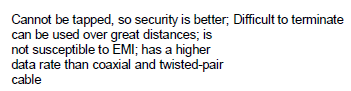 Cannot be tapped, so security is better; Difficult to terminate
can be used over great distances; is
not susceptible to EMI; has a higher
data rate than coaxial and twisted-pair
cable